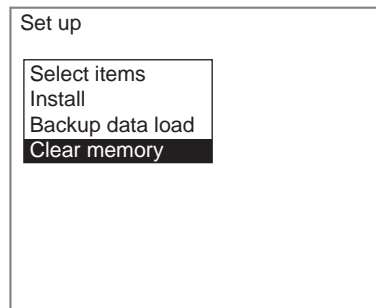 Set up
Select items
Install
Backup data load
Clear memory